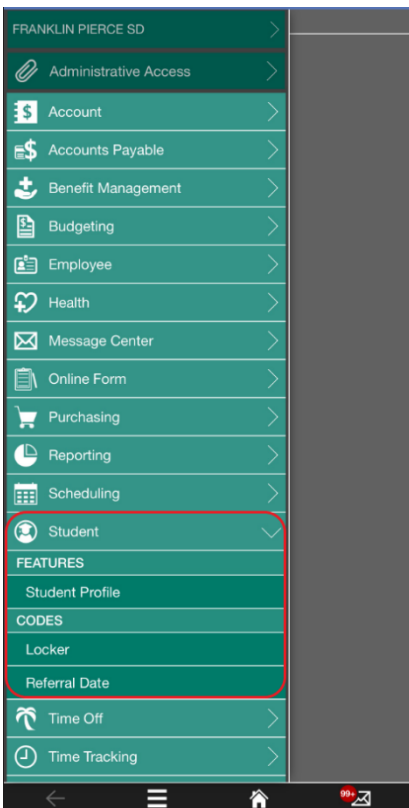 FRANKLIN PIERCE SD
Administrative Access
Account
Accounts Payable
Benefit Management
Budgeting
Employee
Health
Message Center
Online Form
Purchasing
Reporting
Scheduling
Student
FEATURES
Student Profile
CODES
Locker
Referral Date
Time Off
Time Tracking
99+